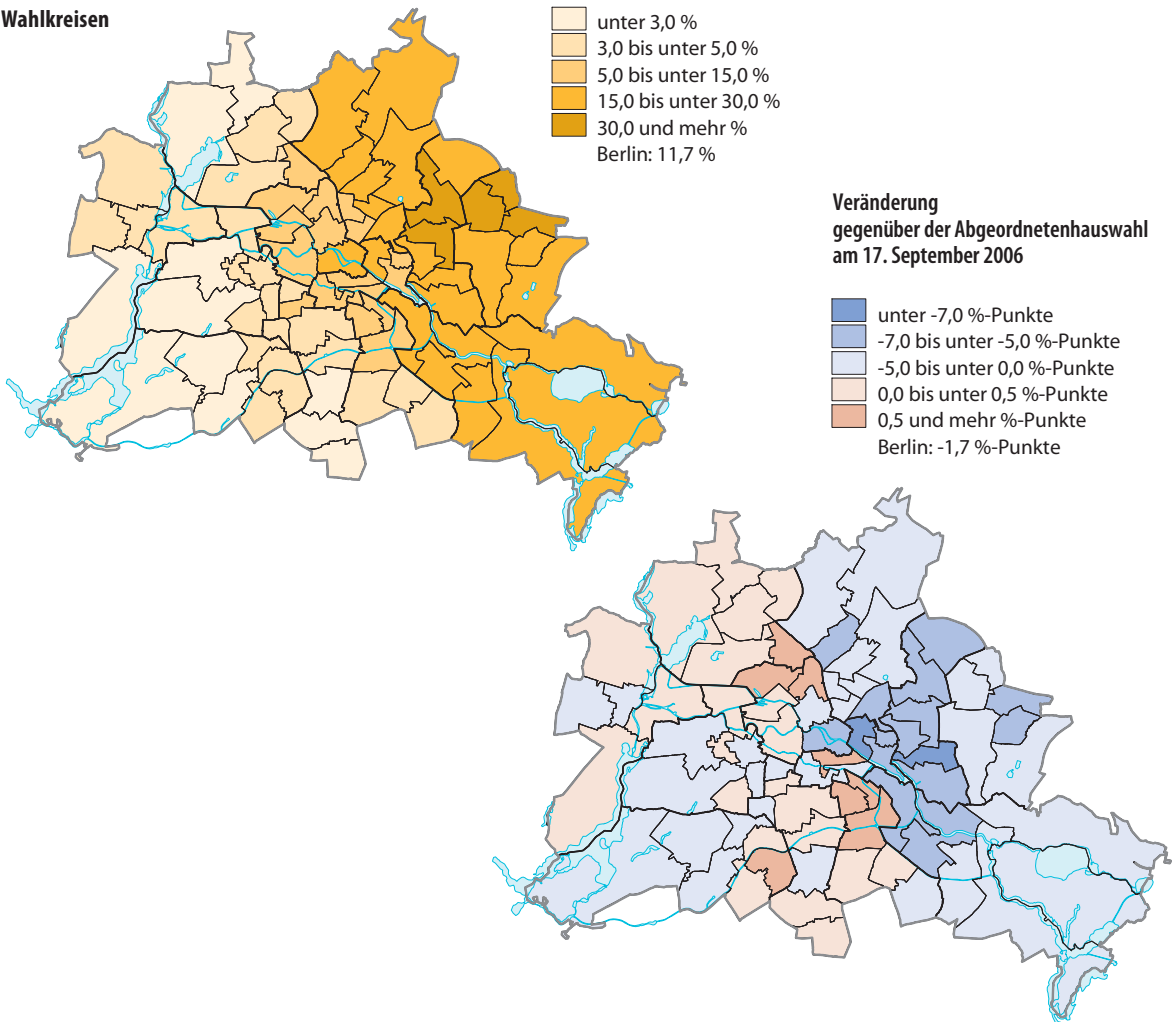 Wahlkreisen
unter 3,0 %
3,0 bis unter 5,0 %
5,0 bis unter 15,0 %
15,0 bis unter 30,0 %
30,0 und mehr %
Berlin: 11,7 %
Veränderung
gegenüber der Abgeordnetenhauswahl
am 17. September 2006
unter -7,0 %-Punkte
-7,0 bis unter -5,0 %-Punkte
-5,0 bis unter 0,0 %-Punkte
0,0 bis unter 0,5 %-Punkte
0,5 und mehr %-Punkte
Berlin: -1,7 %-Punkte